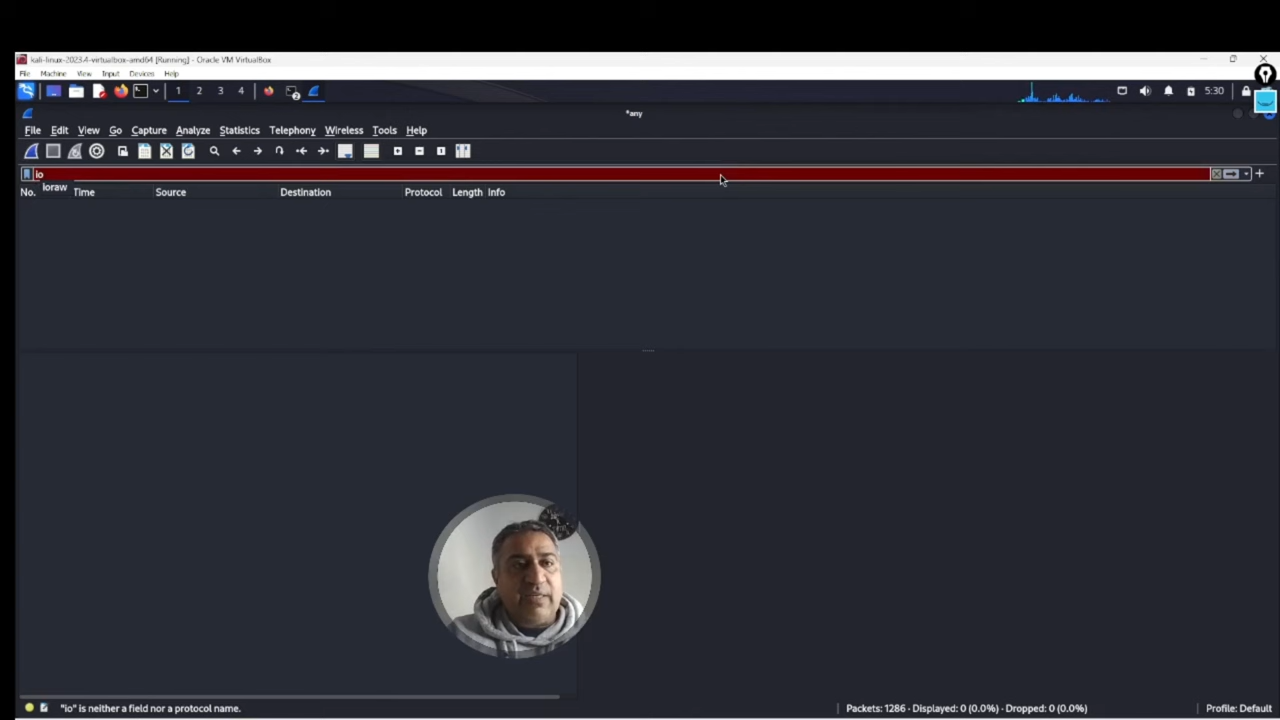 kali-linux-2023.4-virtualbox-amd64 [Running] - Oracle VM VirtualBox
File Machine View Input Devices Help
1 2 3 4 2 5:30
*any
File Edit View Go Capture Analyze Statistics Telephony Wireless Tools Help
io
ioraw
No. Time Source Destination Protocol Length Info
"io" is neither a field nor a protocol name. Packets: 1286 · Displayed: 0 (0.0%) · Dropped: 0 (0.0%) Profile: Default